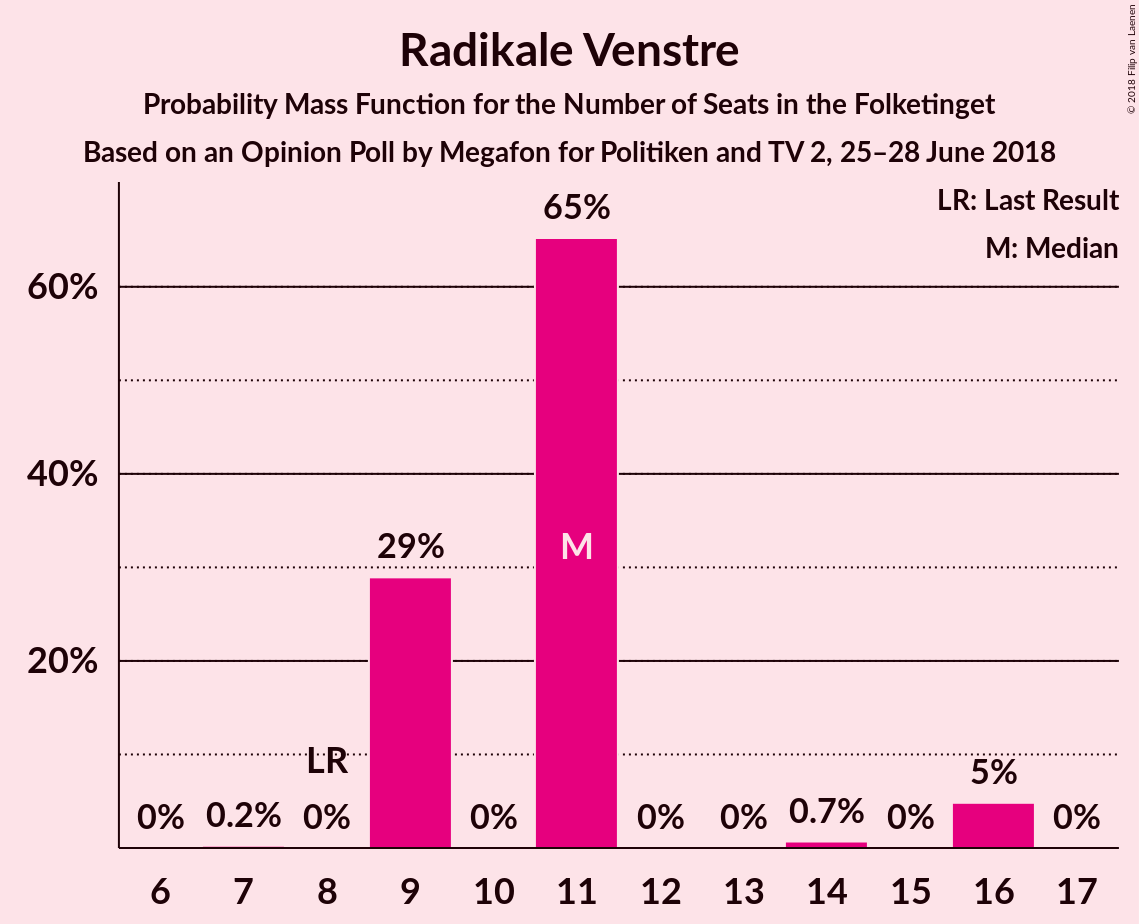 Radikale Venstre
Probability Mass Function for the Number of Seats in the Folketinget
Based on an Opinion Poll by Megafon for Politiken and TV 2, 25–28 June 2018
© 2018 Filip van Laenen
LR: Last Result
M: Median
65%
60%
M
29%
40%
20%
LR
0%
0.2%
0%
0%
0%
0%
0.7%
0%
5%
0%
6 7 8 9 10 11 12 13 14 15 16 17